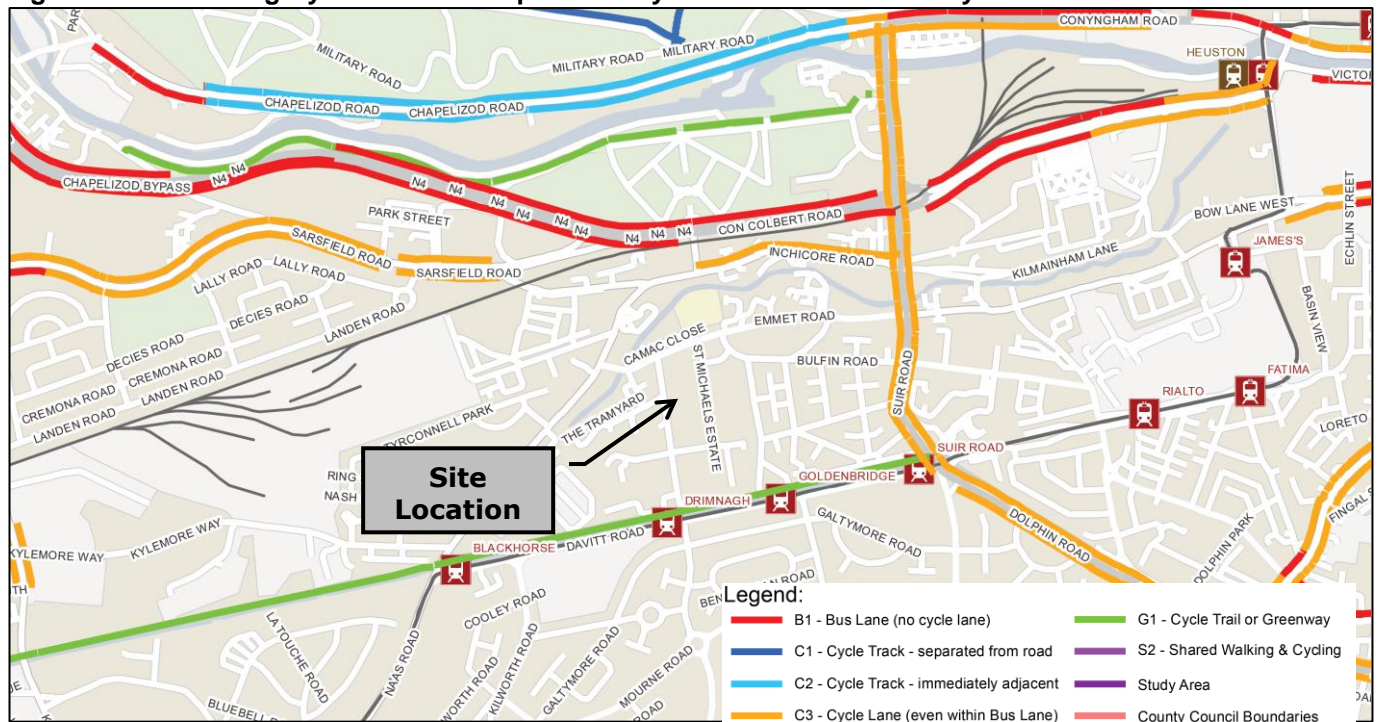 PAR
MILITARY ROAD
MILITARY ROAD
MILITARY ROAD
CONYNGHAM ROAD
HEUSTON
VICTOR
CHAPELIZOD ROAD
CHAPELIZOD ROAD
CHAPELIZOD BYPASS
N4
N4
N4
N4
N4
N4
N4
N4
N4
N4
N4
PARK STREET
CON COLBERT ROAD
BOW LANE WEST
ECHLIN STREET
SARSFIELD ROAD
SARSFIELD ROAD
INCHICORE ROAD
KILMAINHAM LANE
JAMES'S
LALLY ROAD
LALLY ROAD
BASIN VIEW
DECIES ROAD
DECIES ROAD
LANDEN ROAD
CAMAC CLOSE
EMMET ROAD
CREMONA ROAD
CREMONA ROAD
LANDEN ROAD
LANDEN ROAD
ST MICHAELS ESTATE
BULFIN ROAD
SUIR ROAD
FATIMA
RIALTO
TYRCONNELL PARK
THE TRAMYARD
LORETO
Site
Location
RING
NASH
SUIR ROAD
GOLDENBRIDGE
DRIMNAGH
FINGAL S
KYLEMORE WAY
KYLEMORE WAY
BLACKHORSE
DAVITT ROAD
GALTYMORE ROAD
DOLPHIN ROAD
DOLPHIN PARK
COOLEY ROAD
LA TOUCHE ROAD
NAAS ROAD
KILWORTH ROAD
GALTYMORE ROAD
MOURNE ROAD
BLUEBELL
Legend:
B1 - Bus Lane (no cycle lane)
C1 - Cycle Track - separated from road
C2 - Cycle Track - immediately adjacent
C3 - Cycle Lane (even within Bus Lane)
G1 - Cycle Trail or Greenway
S2 - Shared Walking & Cycling
Study Area
County Council Boundaries